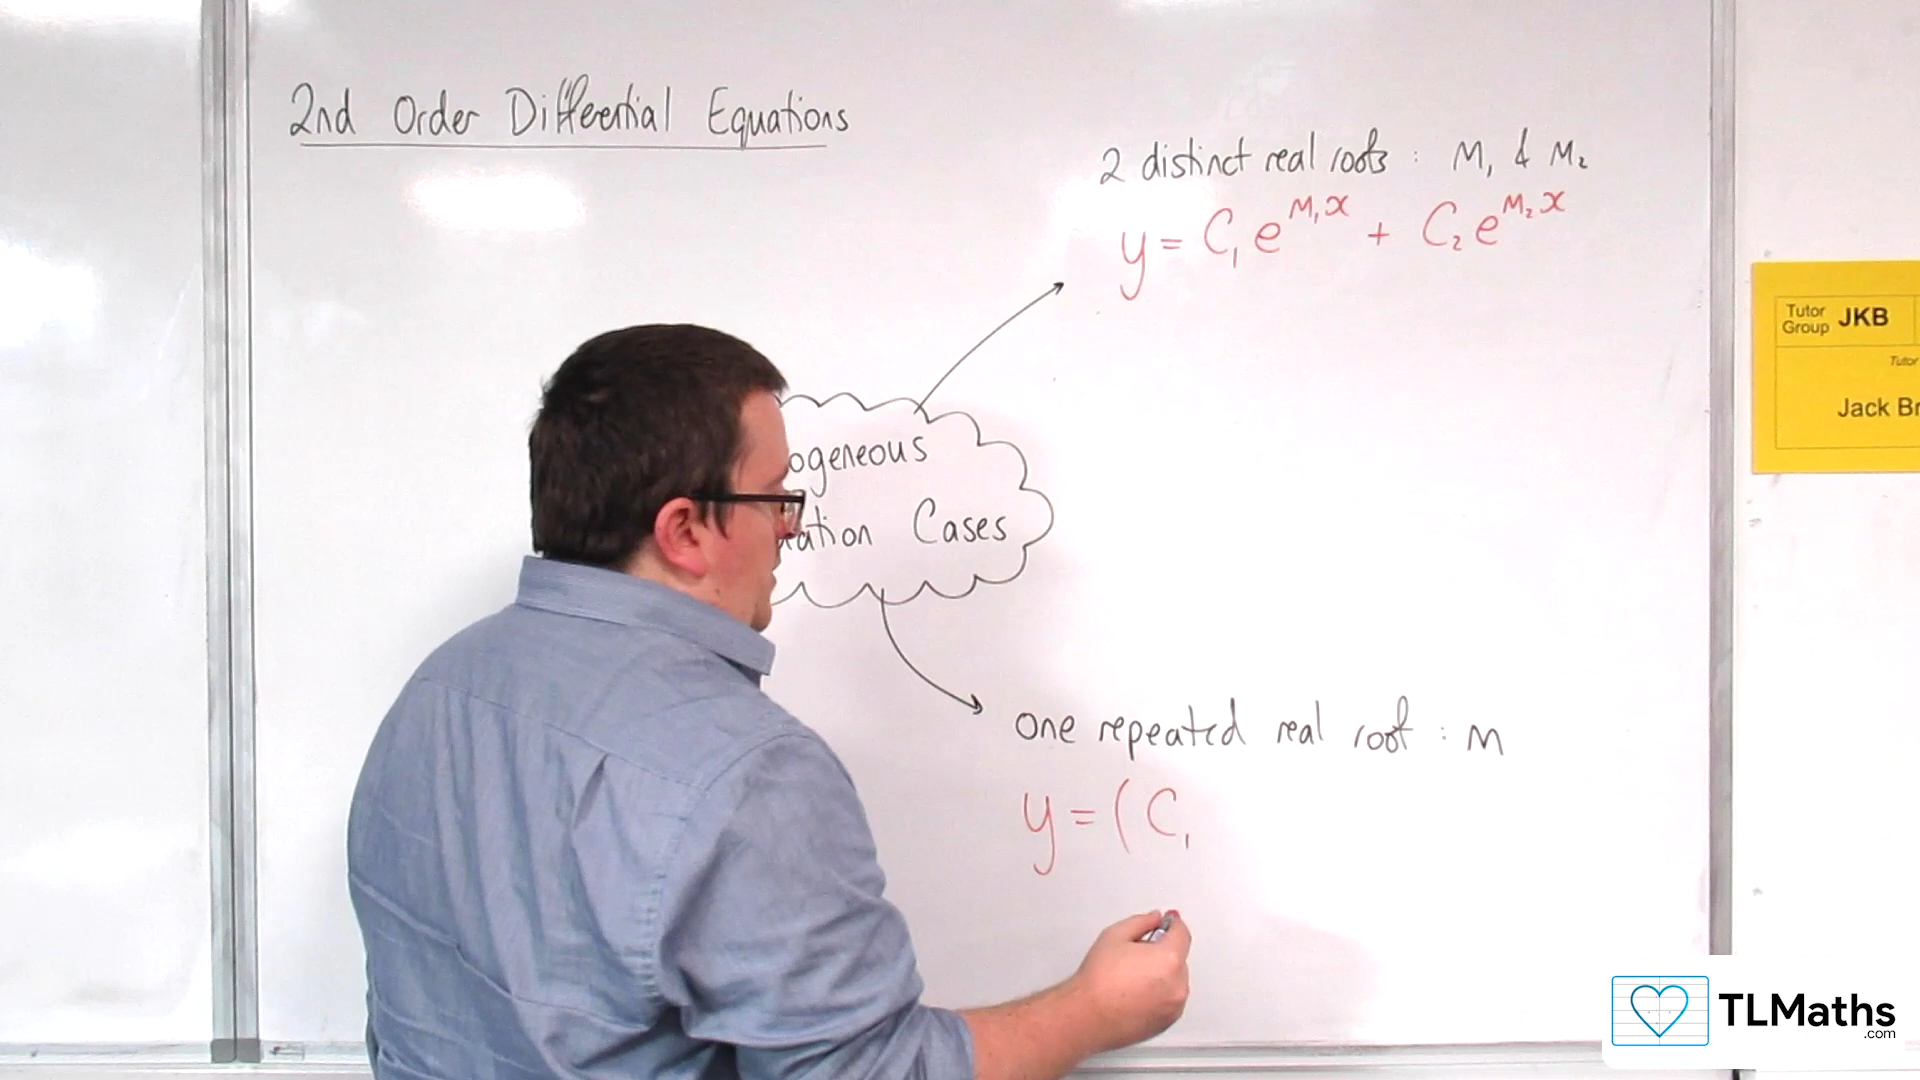 2nd Order Differential Equations
2 distinct real roots : M₁ & M₂
y = C₁e^{M₁x} + C₂e^{M₂x}
ogeneous
ation Cases
one repeated real root : M
y = ( C₁
Tutor Group JKB
Tutor
Jack Br
TLMaths
.com